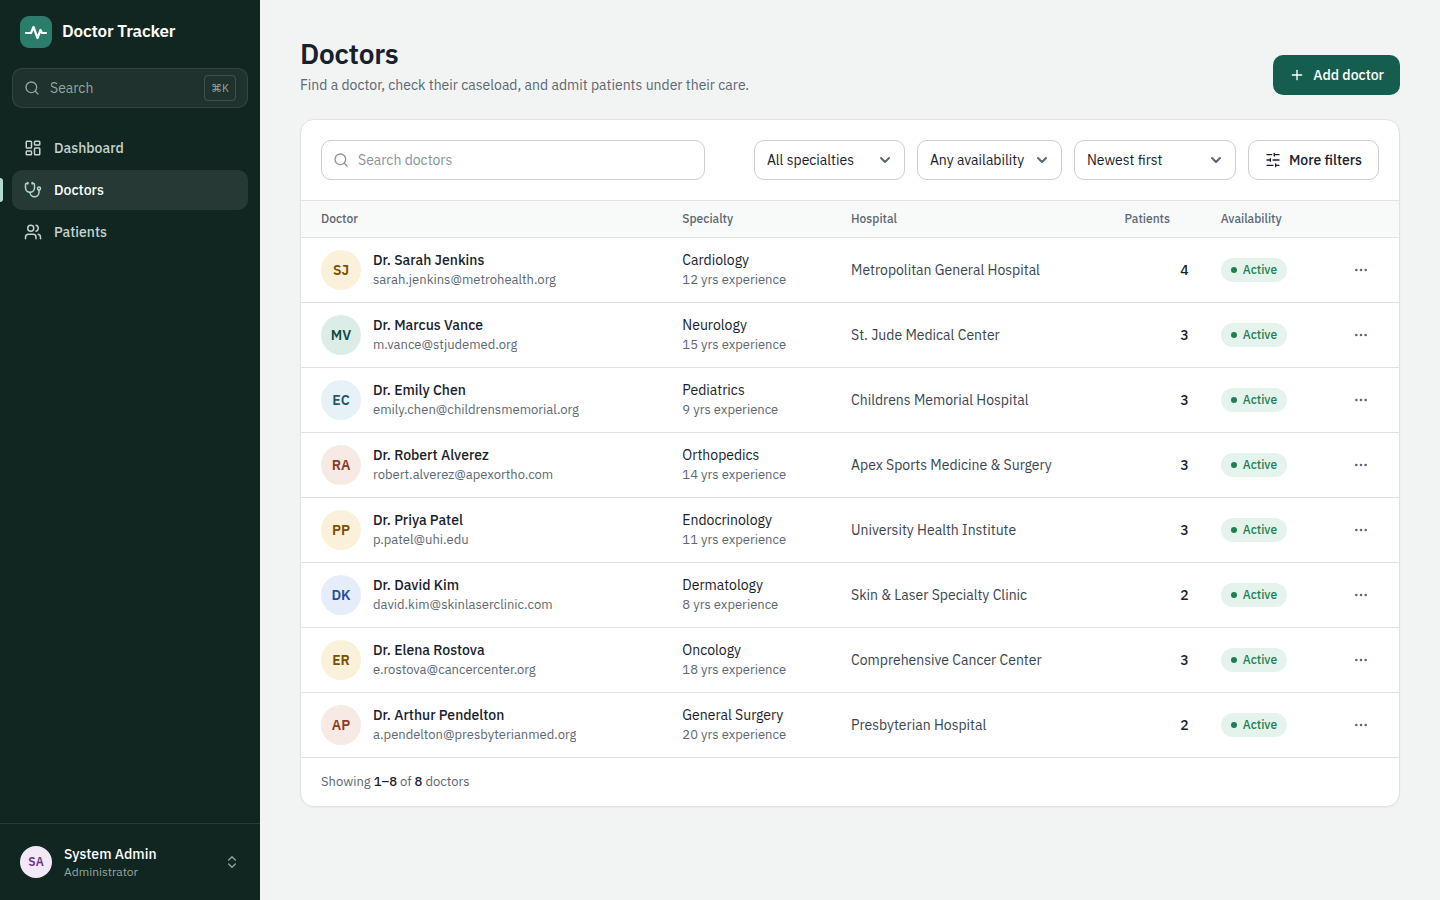 Doctor Tracker
Search ⌘K
Dashboard
Doctors
Patients
SA System Admin
Administrator
Doctors
Find a doctor, check their caseload, and admit patients under their care.
Add doctor
Search doctors All specialties Any availability Newest first More filters
Doctor Specialty Hospital Patients Availability
SJ Dr. Sarah Jenkins Cardiology Metropolitan General Hospital 4 Active
sarah.jenkins@metrohealth.org 12 yrs experience
MV Dr. Marcus Vance Neurology St. Jude Medical Center 3 Active
m.vance@stjudemed.org 15 yrs experience
EC Dr. Emily Chen Pediatrics Childrens Memorial Hospital 3 Active
emily.chen@childrensmemorial.org 9 yrs experience
RA Dr. Robert Alverez Orthopedics Apex Sports Medicine & Surgery 3 Active
robert.alverez@apexortho.com 14 yrs experience
PP Dr. Priya Patel Endocrinology University Health Institute 3 Active
p.patel@uhi.edu 11 yrs experience
DK Dr. David Kim Dermatology Skin & Laser Specialty Clinic 2 Active
david.kim@skinlaserclinic.com 8 yrs experience
ER Dr. Elena Rostova Oncology Comprehensive Cancer Center 3 Active
e.rostova@cancercenter.org 18 yrs experience
AP Dr. Arthur Pendelton General Surgery Presbyterian Hospital 2 Active
a.pendelton@presbyterianmed.org 20 yrs experience
Showing 1–8 of 8 doctors